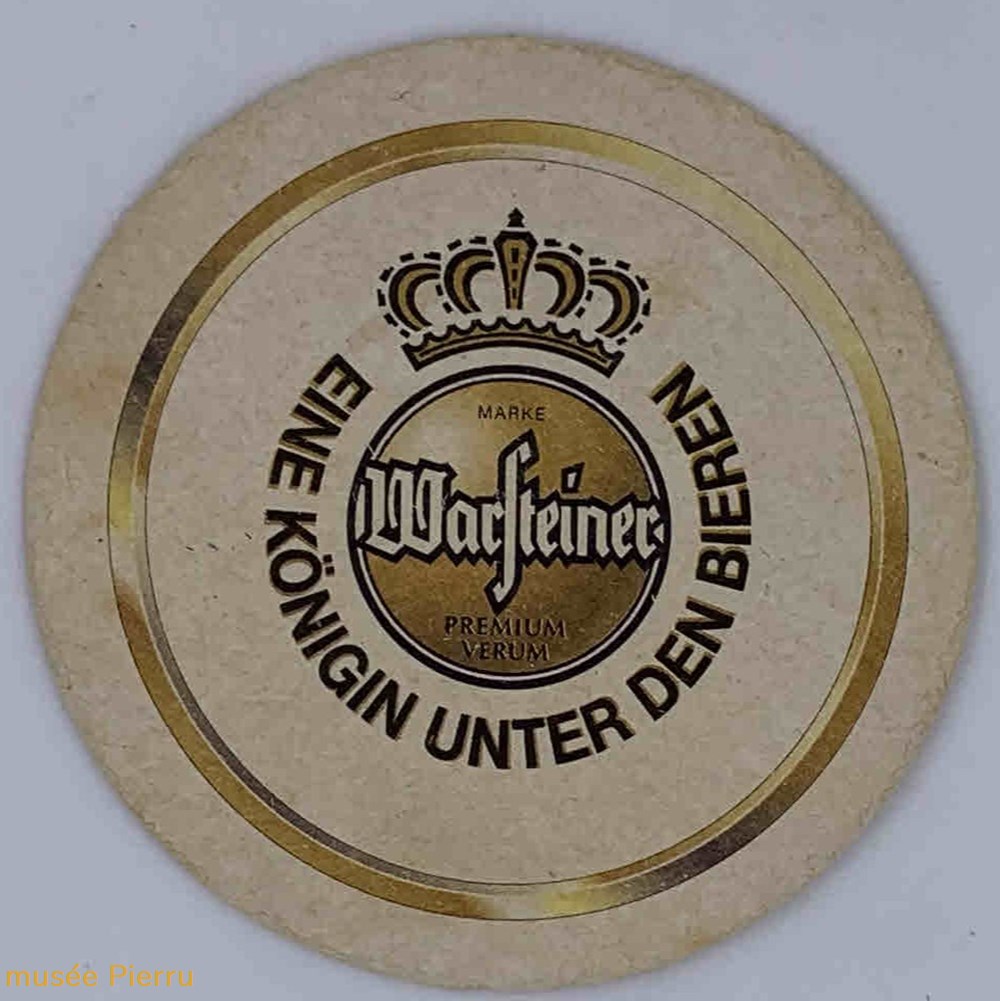 MARKE
Warsteiner
PREMIUM
VERUM
EINE KÖNIGIN UNTER DEN BIEREN
musée Pierru